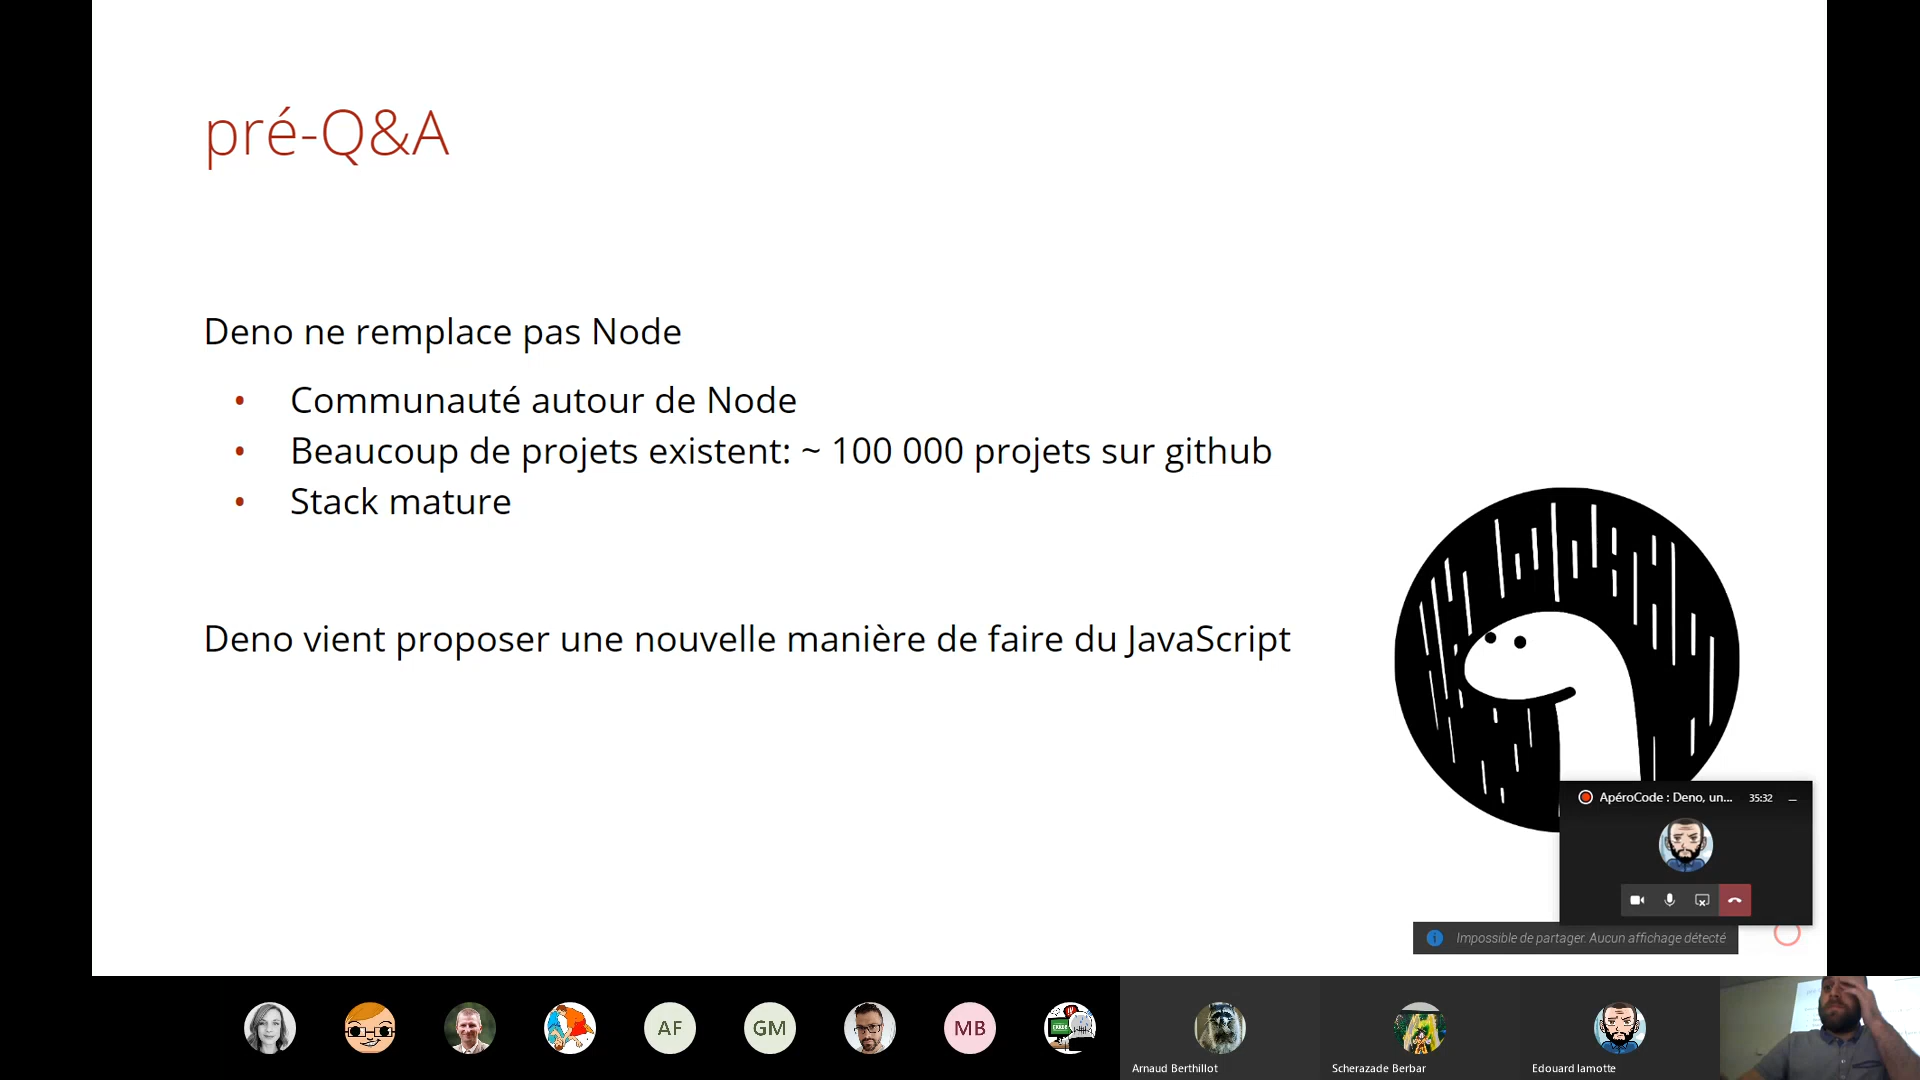 pré-Q&A
Deno ne remplace pas Node
• Communauté autour de Node
• Beaucoup de projets existent: ~ 100 000 projets sur github
• Stack mature
Deno vient proposer une nouvelle manière de faire du JavaScript
ApéroCode : Deno, un... 35:32
Impossible de partager. Aucun affichage détecté
AF GM MB
Arnaud Berthillot Scherazade Berbar Edouard lamotte